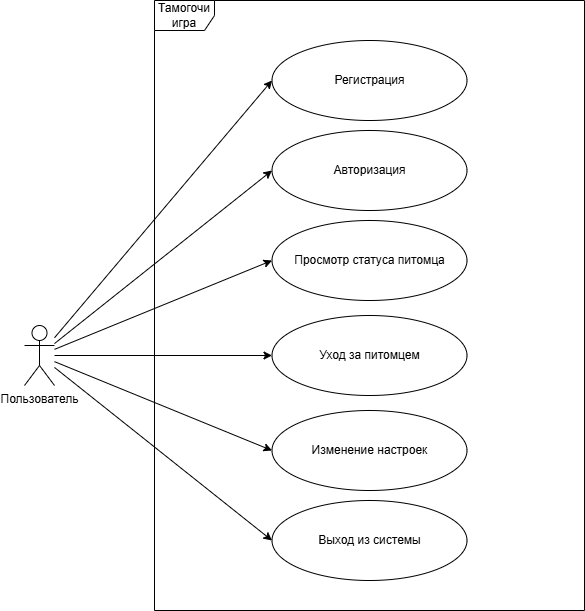 Тамогочи
игра
Регистрация
Авторизация
Просмотр статуса питомца
Уход за питомцем
Пользователь
Изменение настроек
Выход из системы